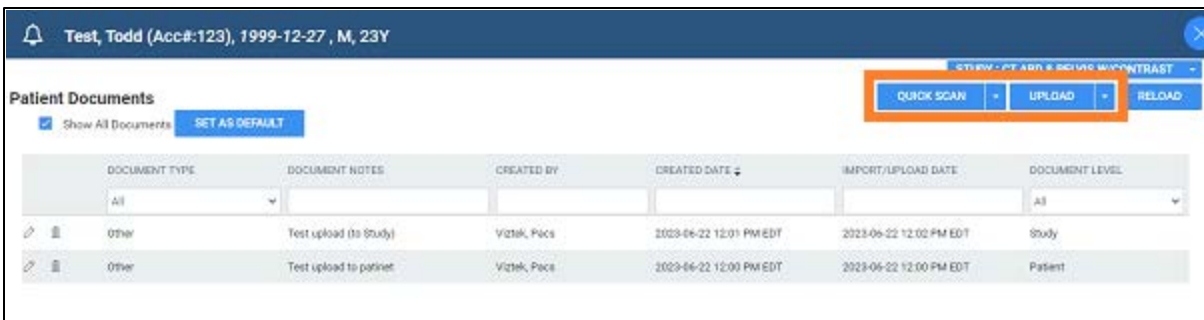 Test, Todd (Acc#:123), 1999-12-27 , M, 23Y
STUDY : CT ABD & PELVIS W/CONTRAST
Patient Documents
QUICK SCAN UPLOAD RELOAD
Show All Documents SET AS DEFAULT
DOCUMENT TYPE DOCUMENT NOTES CREATED BY CREATED DATE IMPORT/UPLOAD DATE DOCUMENT LEVEL
All All
Other Test upload (to Study) Viztek, Pacs 2023-06-22 12:01 PM EDT 2023-06-22 12:02 PM EDT Study
Other Test upload to patinet Viztek, Pacs 2023-06-22 12:00 PM EDT 2023-06-22 12:00 PM EDT Patient